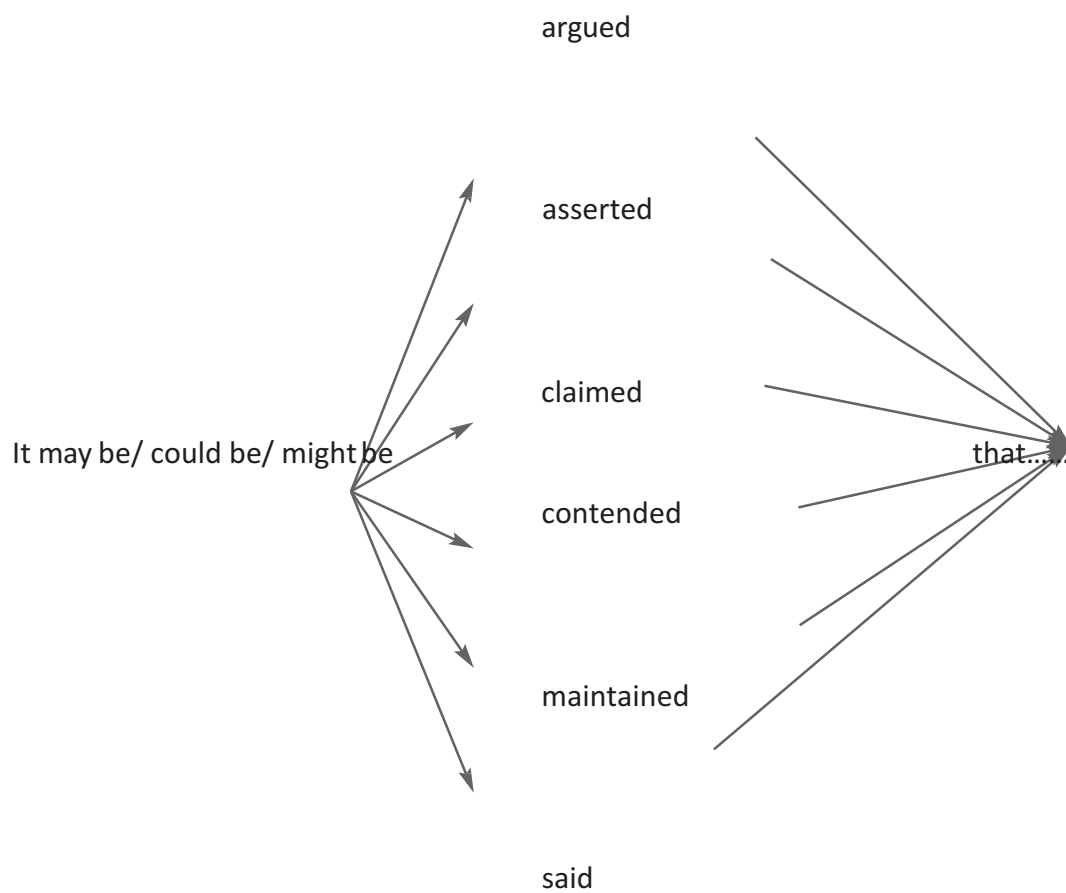 argued
asserted
claimed
It may be/ could be/ might be
that......
contended
maintained
said